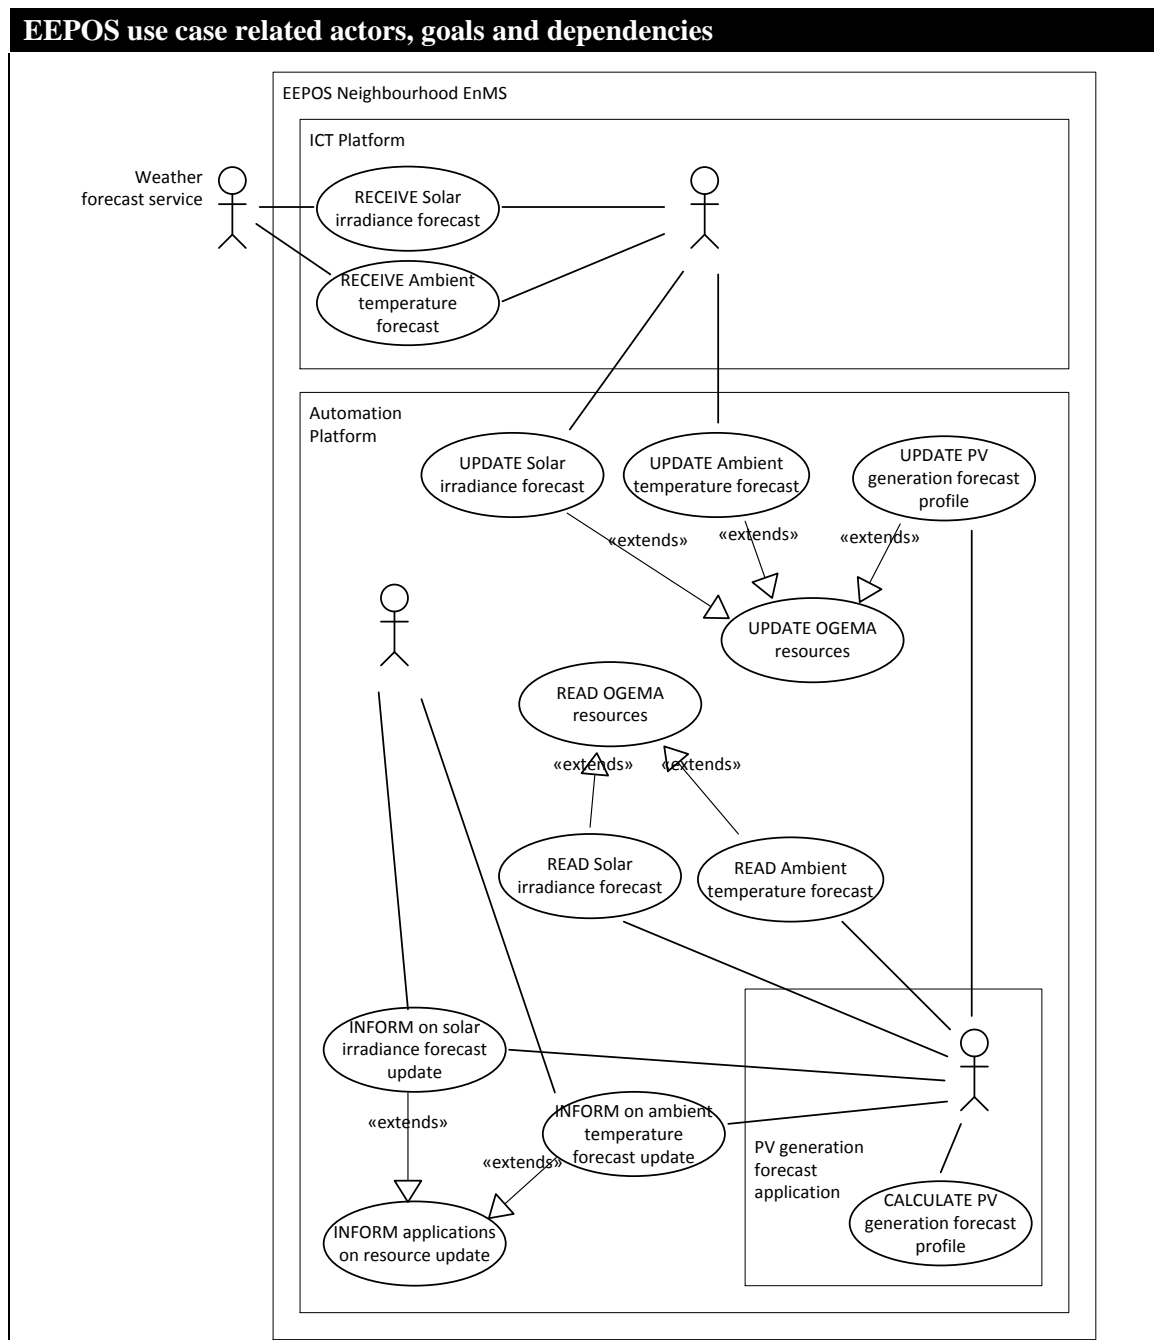 EEPOS use case related actors, goals and dependencies
EEPOS Neighbourhood EnMS
ICT Platform
Weather
forecast service
RECEIVE Solar
irradiance forecast
RECEIVE Ambient
temperature
forecast
Automation
Platform
UPDATE Solar
irradiance forecast
UPDATE Ambient
temperature forecast
UPDATE PV
generation forecast
profile
«extends»
«extends»
«extends»
UPDATE OGEMA
resources
READ OGEMA
resources
«extends»
«extends»
READ Solar
irradiance forecast
READ Ambient
temperature forecast
INFORM on solar
irradiance forecast
update
«extends»
INFORM on ambient
temperature
forecast update
«extends»
PV generation
forecast
application
CALCULATE PV
generation forecast
profile
INFORM applications
on resource update